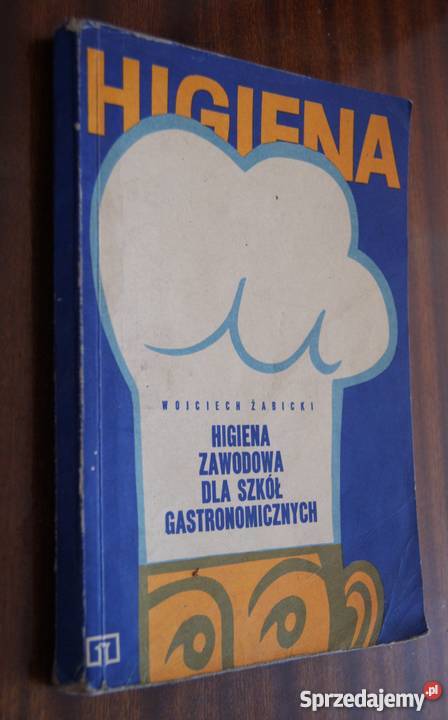 HIGIENA
WOJCIECH ŻABICKI
HIGIENA
ZAWODOWA
DLA SZKÓŁ
GASTRONOMICZNYCH
Sprzedajemy.pl